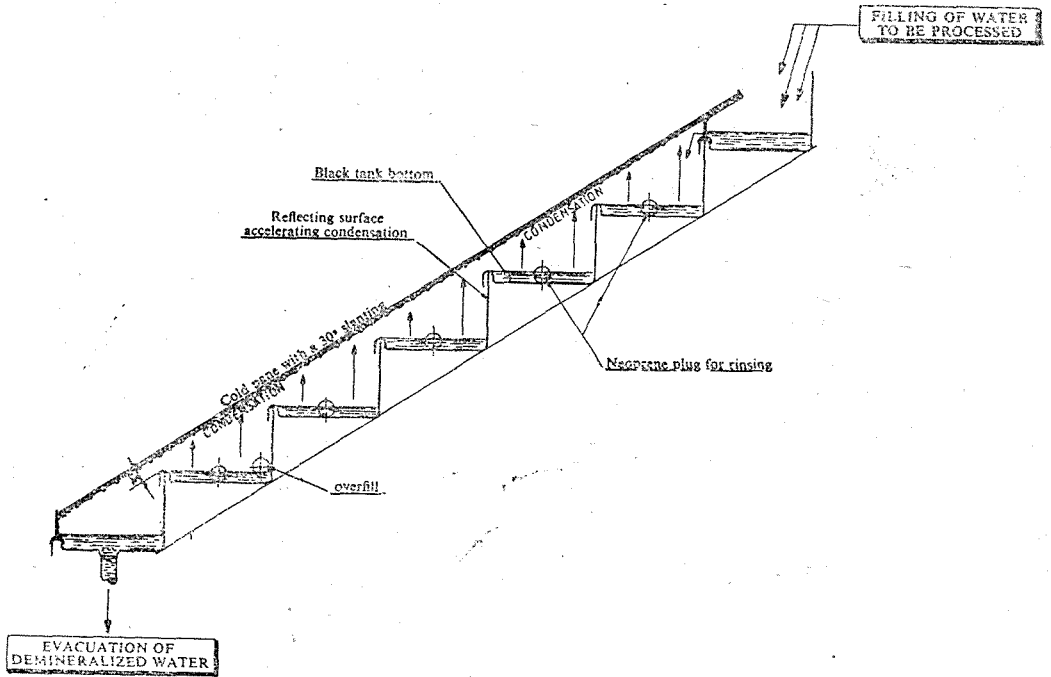 FILLING OF WATER
TO BE PROCESSED
Black tank bottom
Reflecting surface
accelerating condensation
CONDENSATION
Cold pane with a 30° slanting
CONDENSATION
Neoprene plug for rinsing
overfill
EVACUATION OF
DEMINERALIZED WATER